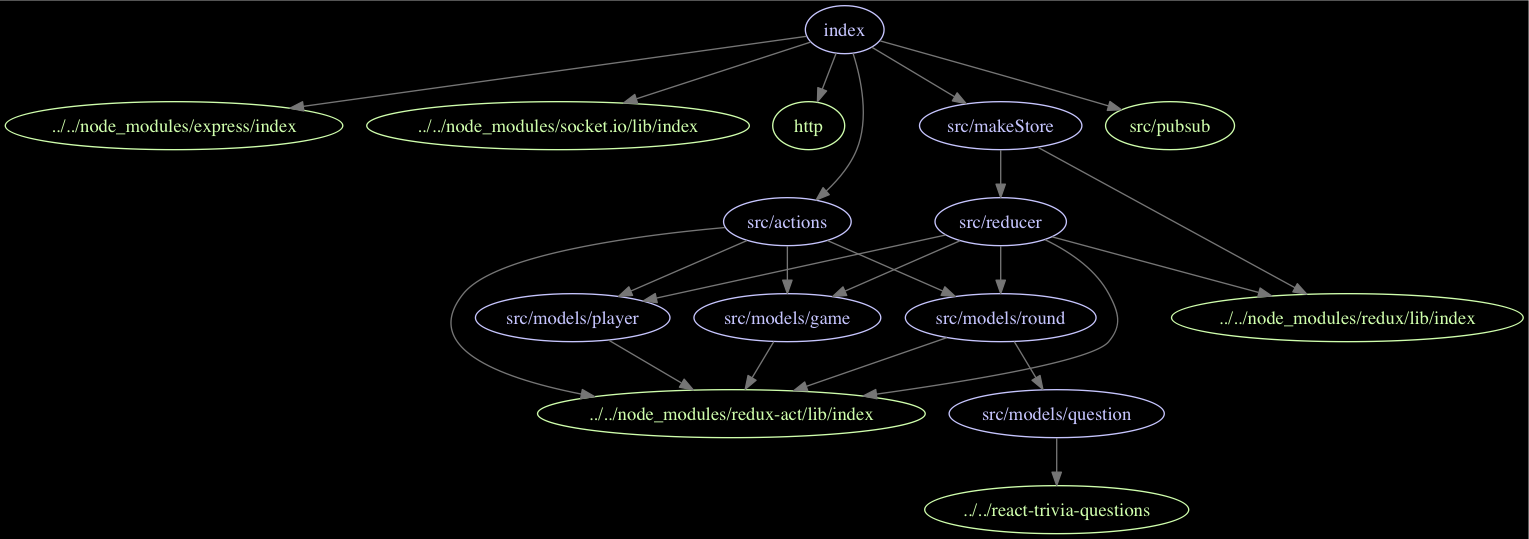 index
../../node_modules/express/index
../../node_modules/socket.io/lib/index
http
src/makeStore
src/pubsub
src/actions
src/reducer
src/models/player
src/models/game
src/models/round
../../node_modules/redux/lib/index
../../node_modules/redux-act/lib/index
src/models/question
../../react-trivia-questions